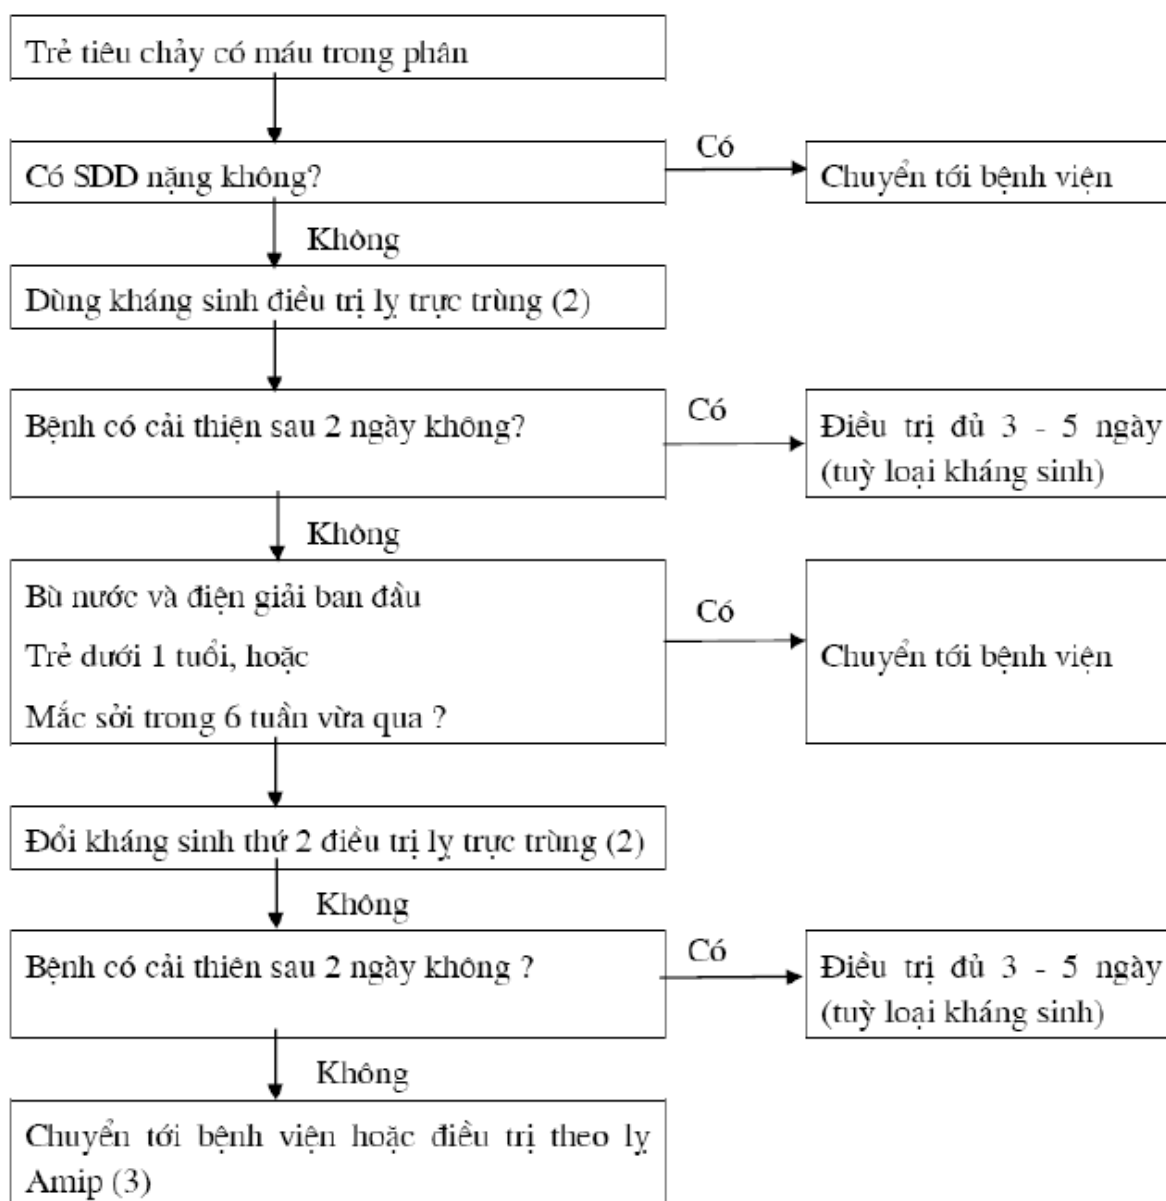 Trẻ tiêu chảy có máu trong phân
Có SDD nặng không?
Có
Chuyển tới bệnh viện
Không
Dùng kháng sinh điều trị lỵ trực trùng (2)
Bệnh có cải thiện sau 2 ngày không?
Có
Điều trị đủ 3 - 5 ngày
(tuỳ loại kháng sinh)
Không
Bù nước và điện giải ban đầu
Trẻ dưới 1 tuổi, hoặc
Mắc sởi trong 6 tuần vừa qua ?
Có
Chuyển tới bệnh viện
Đổi kháng sinh thứ 2 điều trị lỵ trực trùng (2)
Không
Bệnh có cải thiên sau 2 ngày không ?
Có
Điều trị đủ 3 - 5 ngày
(tuỳ loại kháng sinh)
Không
Chuyển tới bệnh viện hoặc điều trị theo lỵ
Amip (3)